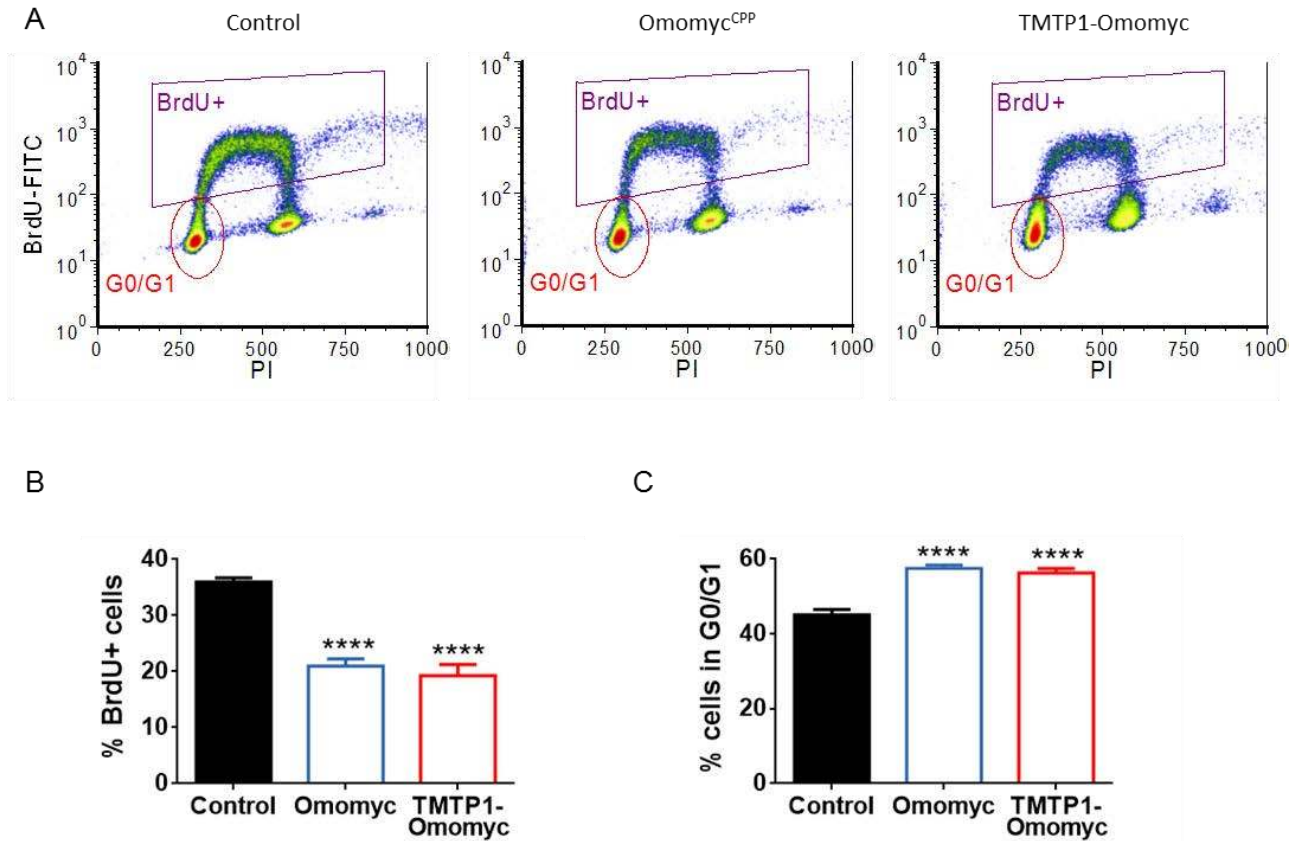 A
Control
Omomyc^CPP
TMTP1-Omomyc
10^4
10^3
10^2
10^1
10^0
BrdU-FITC
BrdU+
G0/G1
0 250 500 750 1000
PI
10^4
10^3
10^2
10^1
10^0
BrdU+
G0/G1
0 250 500 750 1000
PI
10^4
10^3
10^2
10^1
10^0
BrdU+
G0/G1
0 250 500 750 1000
PI
B
% BrdU+ cells
40
30
20
10
0
**** ****
Control Omomyc TMTP1-
Omomyc
C
% cells in G0/G1
60
40
20
0
**** ****
Control Omomyc TMTP1-
Omomyc